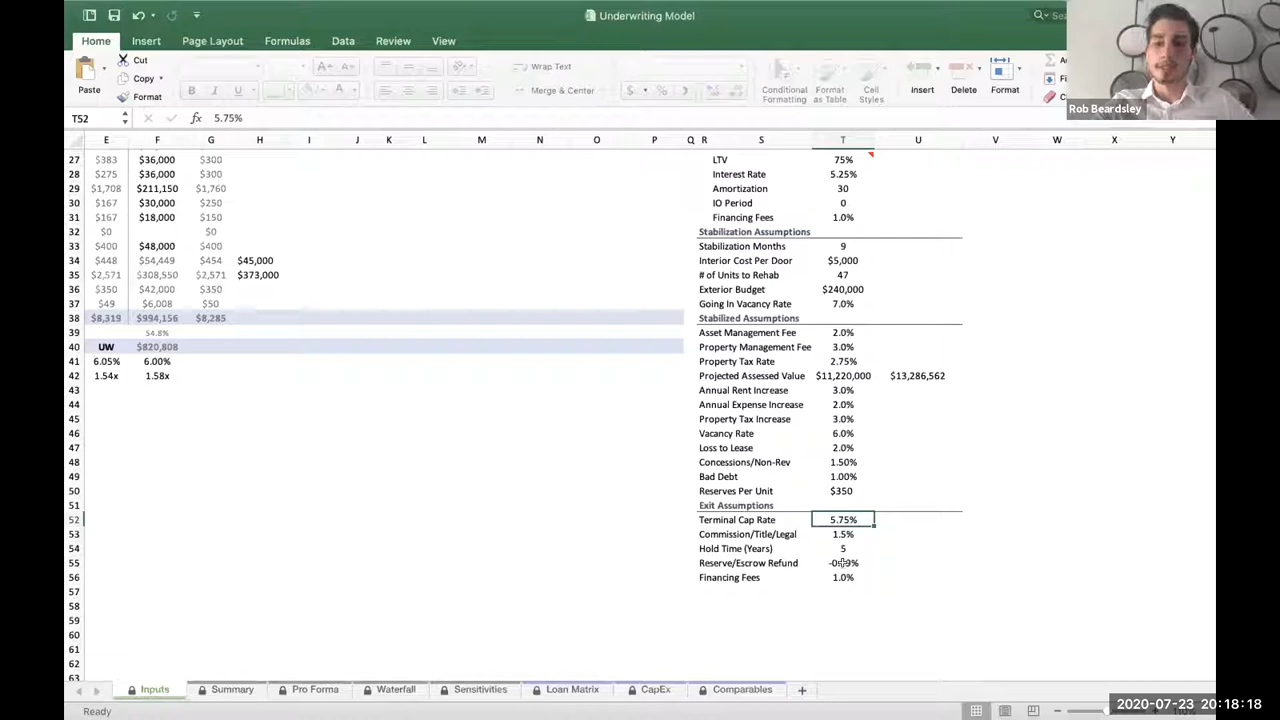 Underwriting Model
Home Insert Page Layout Formulas Data Review View
Cut
Copy
Format
Paste
Wrap Text
Merge & Center
Conditional Formatting
Format as Table
Cell Styles
Insert
Delete
Format
Rob Beardsley
T52 fx 5.75%
E F G H I J K L M N O P Q R S T U V W X Y
27 $383 $36,000 $300 LTV 75%
28 $275 $36,000 $300 Interest Rate 5.25%
29 $1,708 $211,150 $1,760 Amortization 30
30 $167 $30,000 $250 IO Period 0
31 $167 $18,000 $150 Financing Fees 1.0%
32 $0 $0 Stabilization Assumptions
33 $400 $48,000 $400 Stabilization Months 9
34 $448 $54,449 $454 $45,000 Interior Cost Per Door $5,000
35 $2,571 $308,550 $2,571 $373,000 # of Units to Rehab 47
36 $350 $42,000 $350 Exterior Budget $240,000
37 $49 $6,008 $50 Going In Vacancy Rate 7.0%
38 $8,319 $994,156 $8,285 Stabilized Assumptions
39 54.8% Asset Management Fee 2.0%
40 UW $820,808 Property Management Fee 3.0%
41 6.05% 6.00% Property Tax Rate 2.75%
42 1.54x 1.58x Projected Assessed Value $11,220,000 $13,286,562
43 Annual Rent Increase 3.0%
44 Annual Expense Increase 2.0%
45 Property Tax Increase 3.0%
46 Vacancy Rate 6.0%
47 Loss to Lease 2.0%
48 Concessions/Non-Rev 1.50%
49 Bad Debt 1.00%
50 Reserves Per Unit $350
51 Exit Assumptions
52 Terminal Cap Rate 5.75%
53 Commission/Title/Legal 1.5%
54 Hold Time (Years) 5
55 Reserve/Escrow Refund
56 Financing Fees 1.0%
57
58
59
60
61
62
63
Inputs Summary Pro Forma Waterfall Sensitivities Loan Matrix CapEx Comparables
Ready
2020-07-23 20:18:18